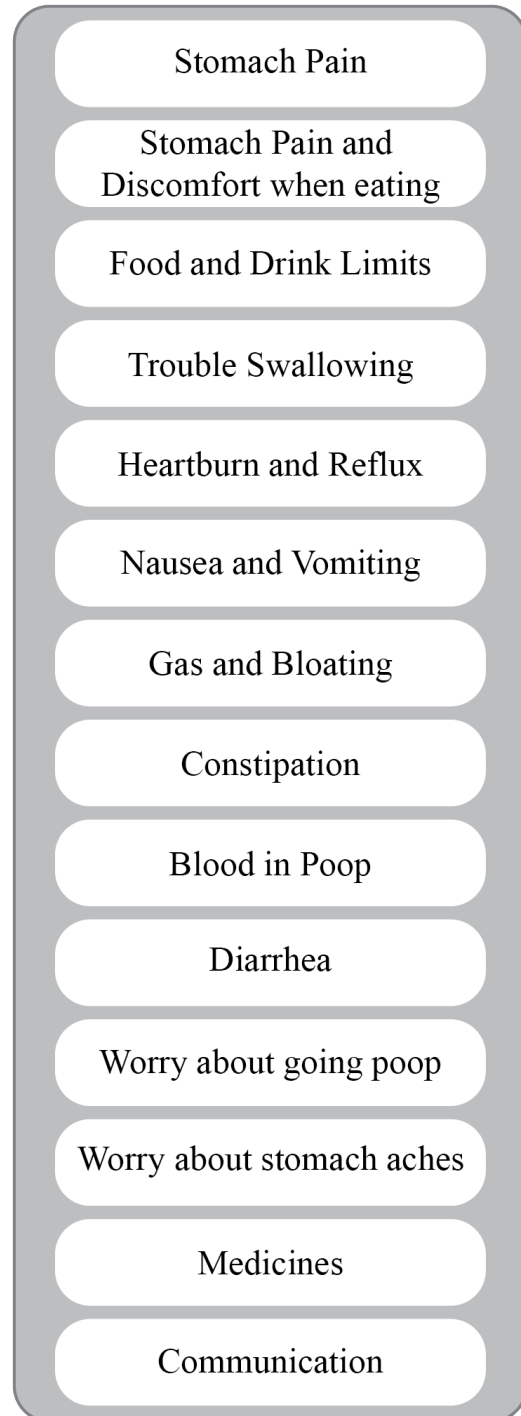 Stomach Pain
Stomach Pain and
Discomfort when eating
Food and Drink Limits
Trouble Swallowing
Heartburn and Reflux
Nausea and Vomiting
Gas and Bloating
Constipation
Blood in Poop
Diarrhea
Worry about going poop
Worry about stomach aches
Medicines
Communication